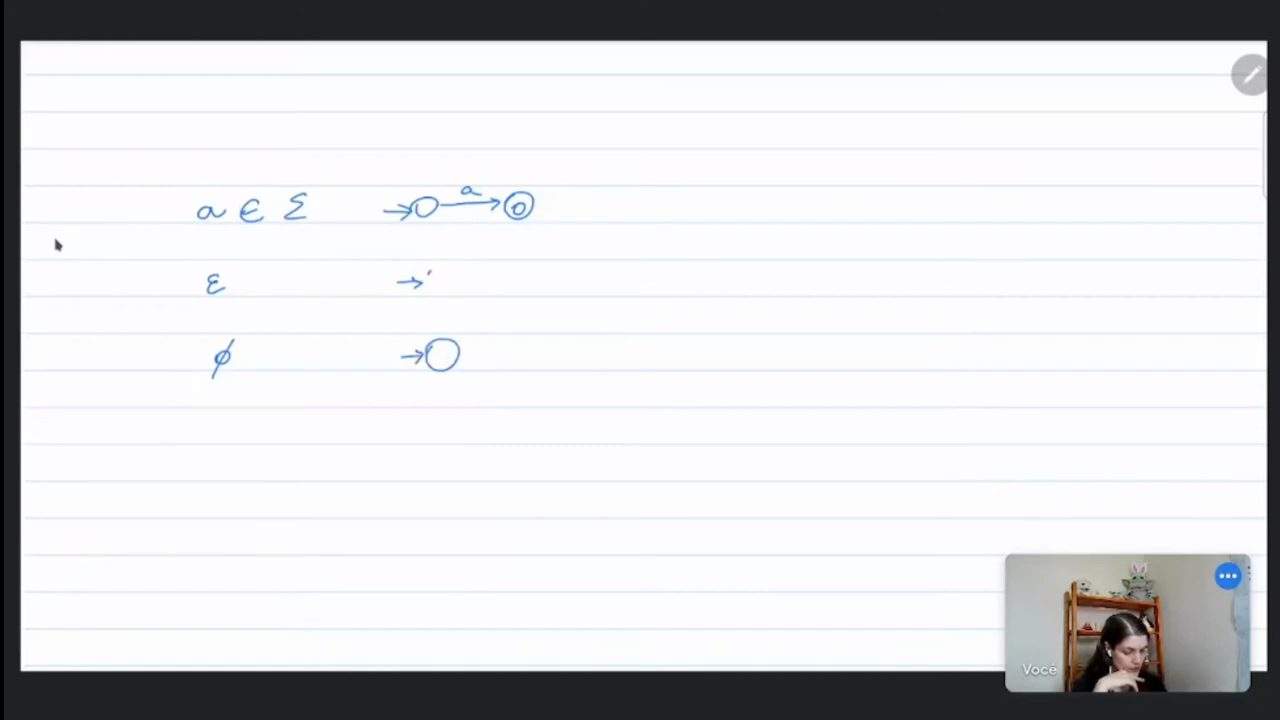 a ∈ Σ → a
ε →
ϕ →
Você